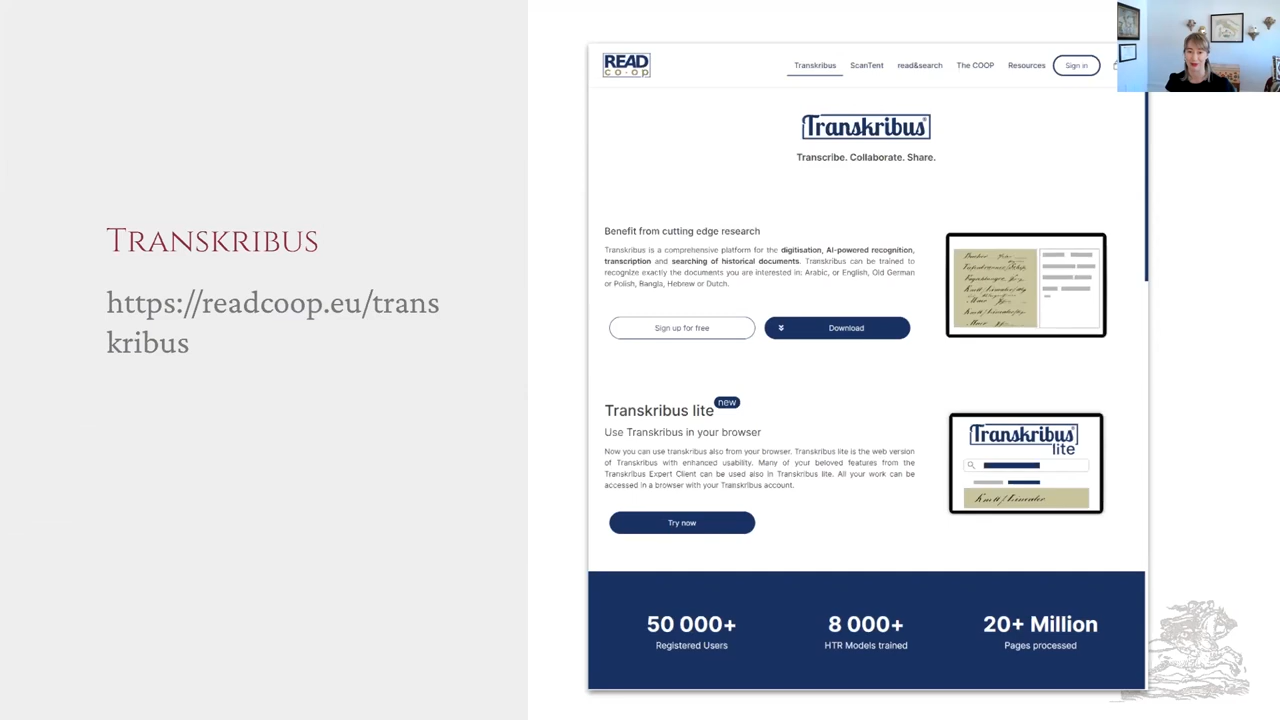 TRANSKRIBUS
https://readcoop.eu/trans
kribus
READ
co·op
Transkribus
ScanTent
read&search
The COOP
Resources
Sign in
Transkribus®
Transcribe. Collaborate. Share.
Benefit from cutting edge research
Transkribus is a comprehensive platform for the digitisation, AI-powered recognition,
transcription and searching of historical documents. Transkribus can be trained to
recognize exactly the documents you are interested in: Arabic, or English, Old German
or Polish, Bangla, Hebrew or Dutch.
Sign up for free
Download
Transkribus lite new
Use Transkribus in your browser
Now you can use transkribus also from your browser. Transkribus lite is the web version
of Transkribus with enhanced usability. Many of your beloved features from the
Transkribus Expert Client can be used also in Transkribus lite. All your work can be
accessed in a browser with your Transkribus account.
Try now
Transkribus
lite
50 000+
Registered Users
8 000+
HTR Models trained
20+ Million
Pages processed